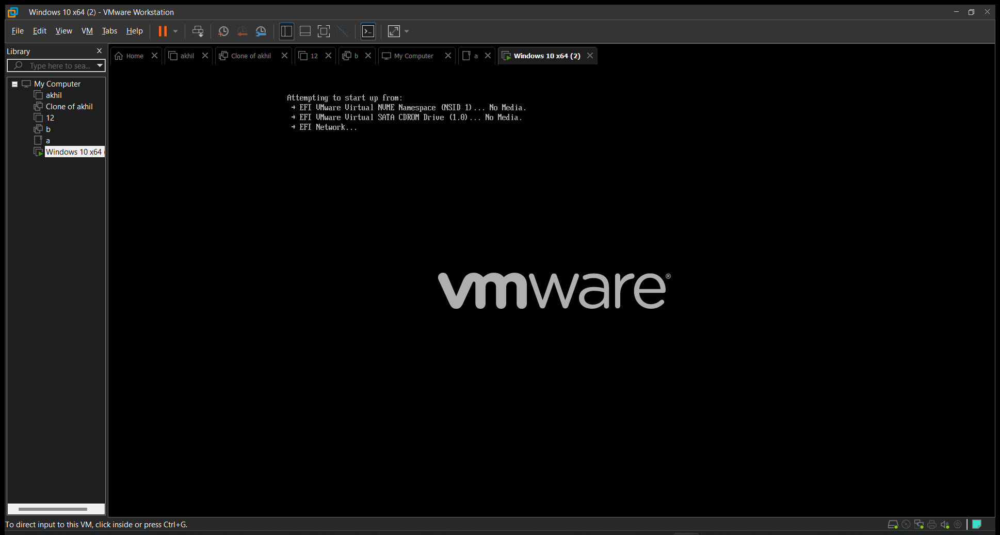 Windows 10 x64 (2) - VMware Workstation
File Edit View VM Tabs Help
Library
Home akhil Clone of akhil 12 b My Computer a Windows 10 x64 (2)
Type here to sea...
My Computer
akhil
Clone of akhil
12
b
a
Windows 10 x64 (
Attempting to start up from:
→ EFI VMware Virtual NVME Namespace (NSID 1)... No Media.
→ EFI VMware Virtual SATA CDROM Drive (1.0)... No Media.
→ EFI Network...
vmware®
To direct input to this VM, click inside or press Ctrl+G.